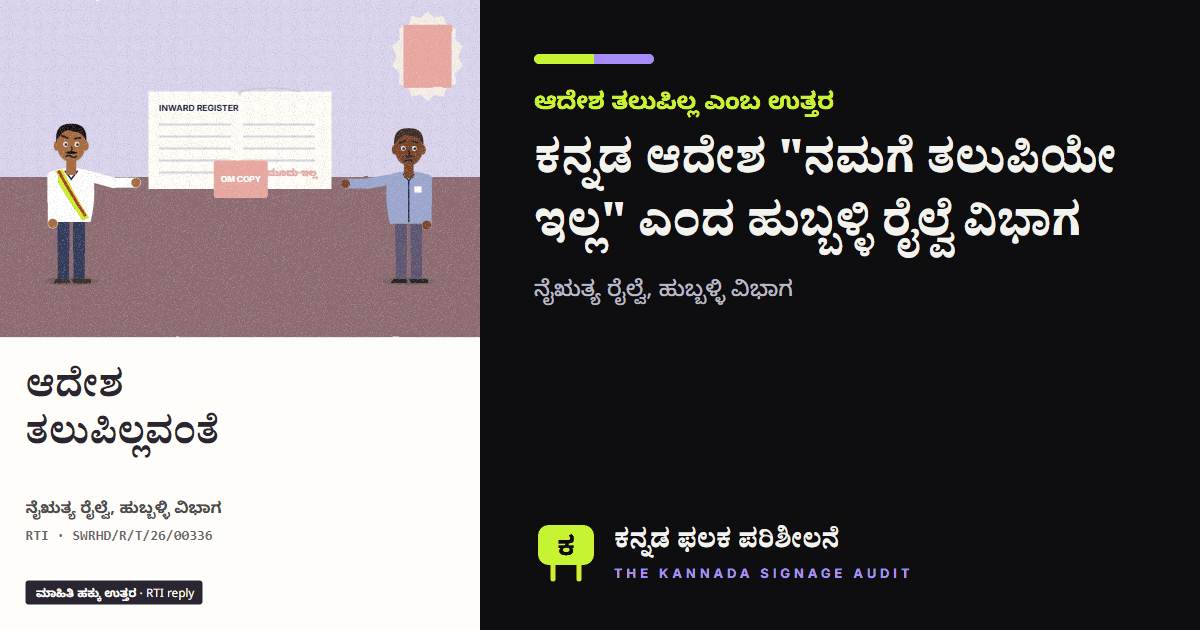 INWARD REGISTER
OM COPY
ಮೂದು ಇಲ್ಲ
ಆದೇಶ
ತಲುಪಿಲ್ಲವಂತೆ
ನೈಋತ್ಯ ರೈಲ್ವೆ, ಹುಬ್ಬಳ್ಳಿ ವಿಭಾಗ
RTI · SWRHD/R/T/26/00336
ಮಾಹಿತಿ ಹಕ್ಕು ಉತ್ತರ · RTI reply
ಆದೇಶ ತಲುಪಿಲ್ಲ ಎಂಬ ಉತ್ತರ
ಕನ್ನಡ ಆದೇಶ "ನಮಗೆ ತಲುಪಿಯೇ
ಇಲ್ಲ" ಎಂದ ಹುಬ್ಬಳ್ಳಿ ರೈಲ್ವೆ ವಿಭಾಗ
ನೈಋತ್ಯ ರೈಲ್ವೆ, ಹುಬ್ಬಳ್ಳಿ ವಿಭಾಗ
ಕ
ಕನ್ನಡ ಫಲಕ ಪರಿಶೀಲನೆ
THE KANNADA SIGNAGE AUDIT